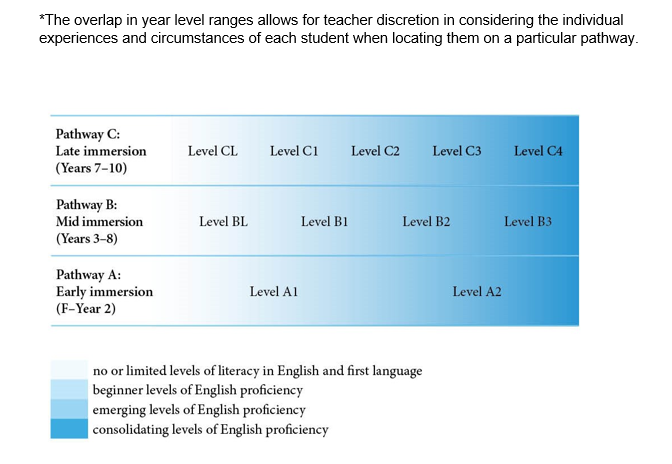 *The overlap in year level ranges allows for teacher discretion in considering the individual
experiences and circumstances of each student when locating them on a particular pathway.
Pathway C:
Late immersion
(Years 7–10)
Level CL Level C1 Level C2 Level C3 Level C4
Pathway B:
Mid immersion
(Years 3–8)
Level BL Level B1 Level B2 Level B3
Pathway A:
Early immersion
(F–Year 2)
Level A1 Level A2
no or limited levels of literacy in English and first language
beginner levels of English proficiency
emerging levels of English proficiency
consolidating levels of English proficiency